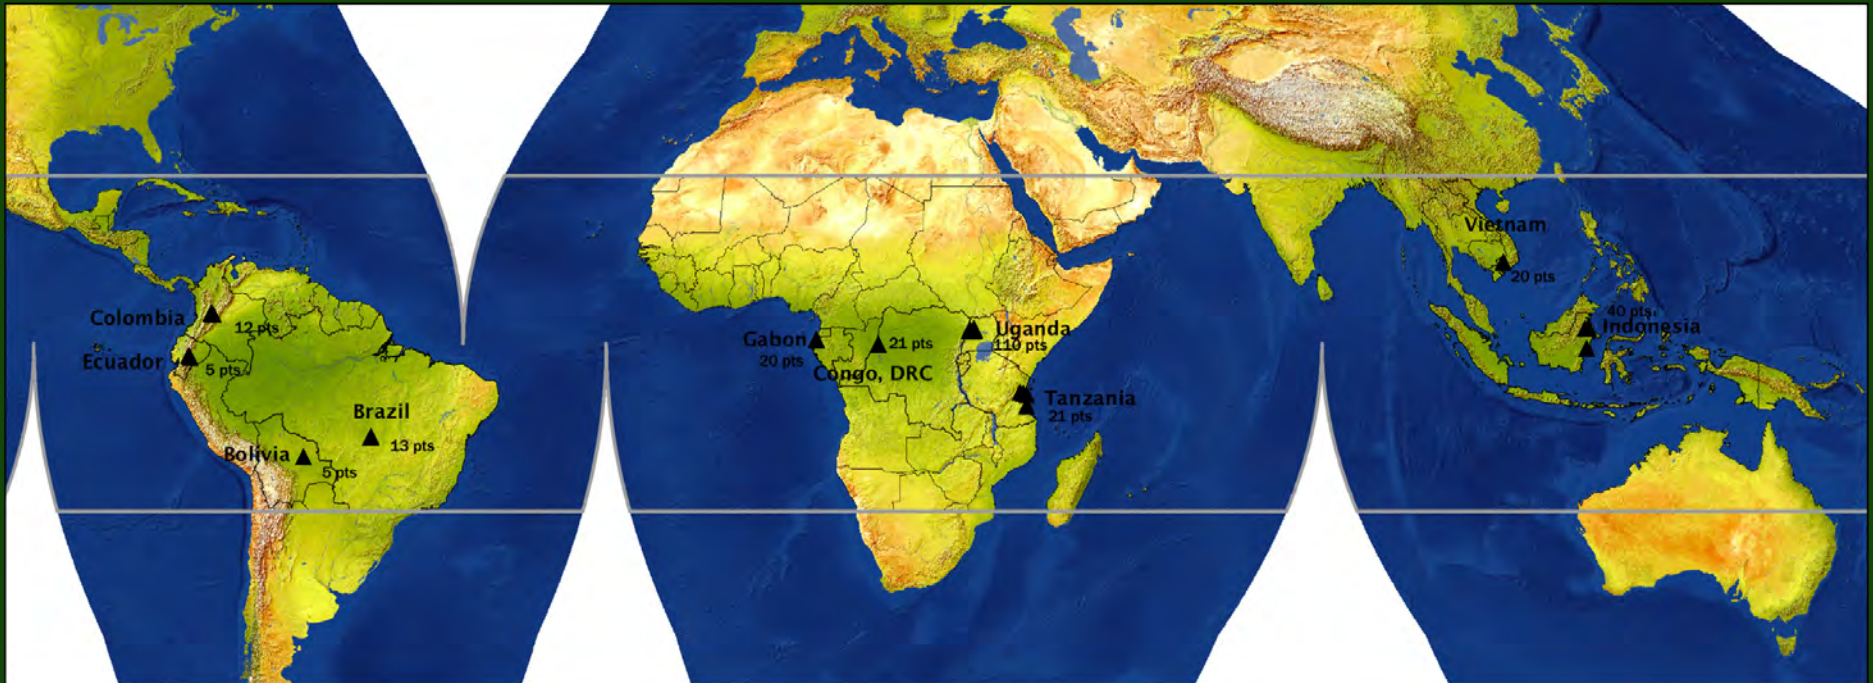 Colombia
12 pts
Ecuador
5 pts
Brazil
13 pts
Bolivia
5 pts
Gabon
20 pts
21 pts
Congo, DRC
Uganda
110 pts
Tanzania
21 pts
Vietnam
20 pts
40 pts.
Indonesia